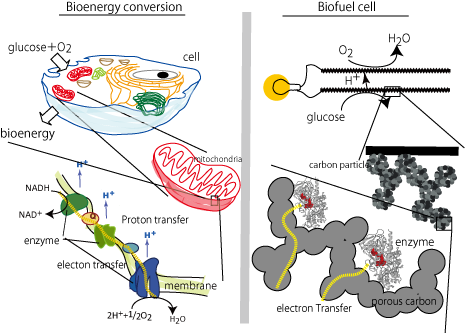 Bioenergy conversion
glucose+O2
cell
bioenergy
mitochondria
H+
NADH
H+
NAD+
Proton transfer
H+
enzyme
electon transfer
membrane
2H++1/2O2
H2O
Biofuel cell
O2
H2O
H+
glucose
carbon particle
enzyme
electron Transfer
porous carbon